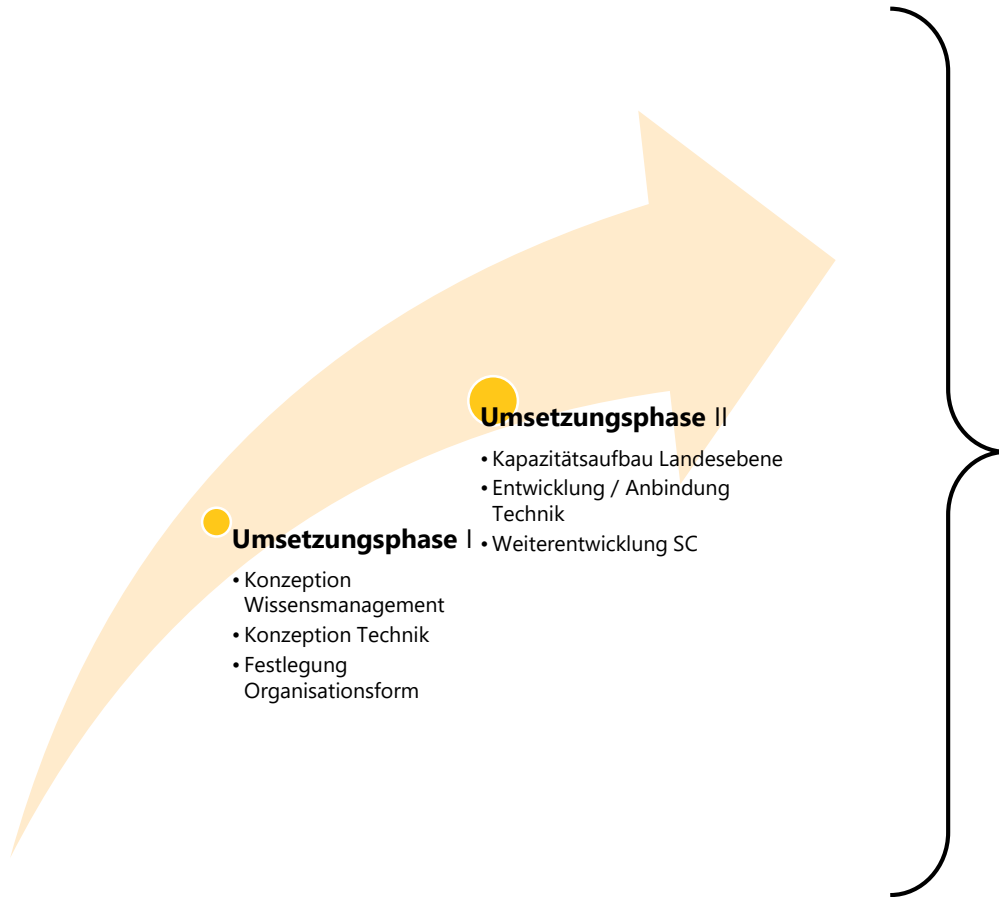 Umsetzungsphase II
• Kapazitätsaufbau Landesebene
• Entwicklung / Anbindung
Technik
• Weiterentwicklung SC
Umsetzungsphase I
• Konzeption
Wissensmanagement
• Konzeption Technik
• Festlegung
Organisationsform